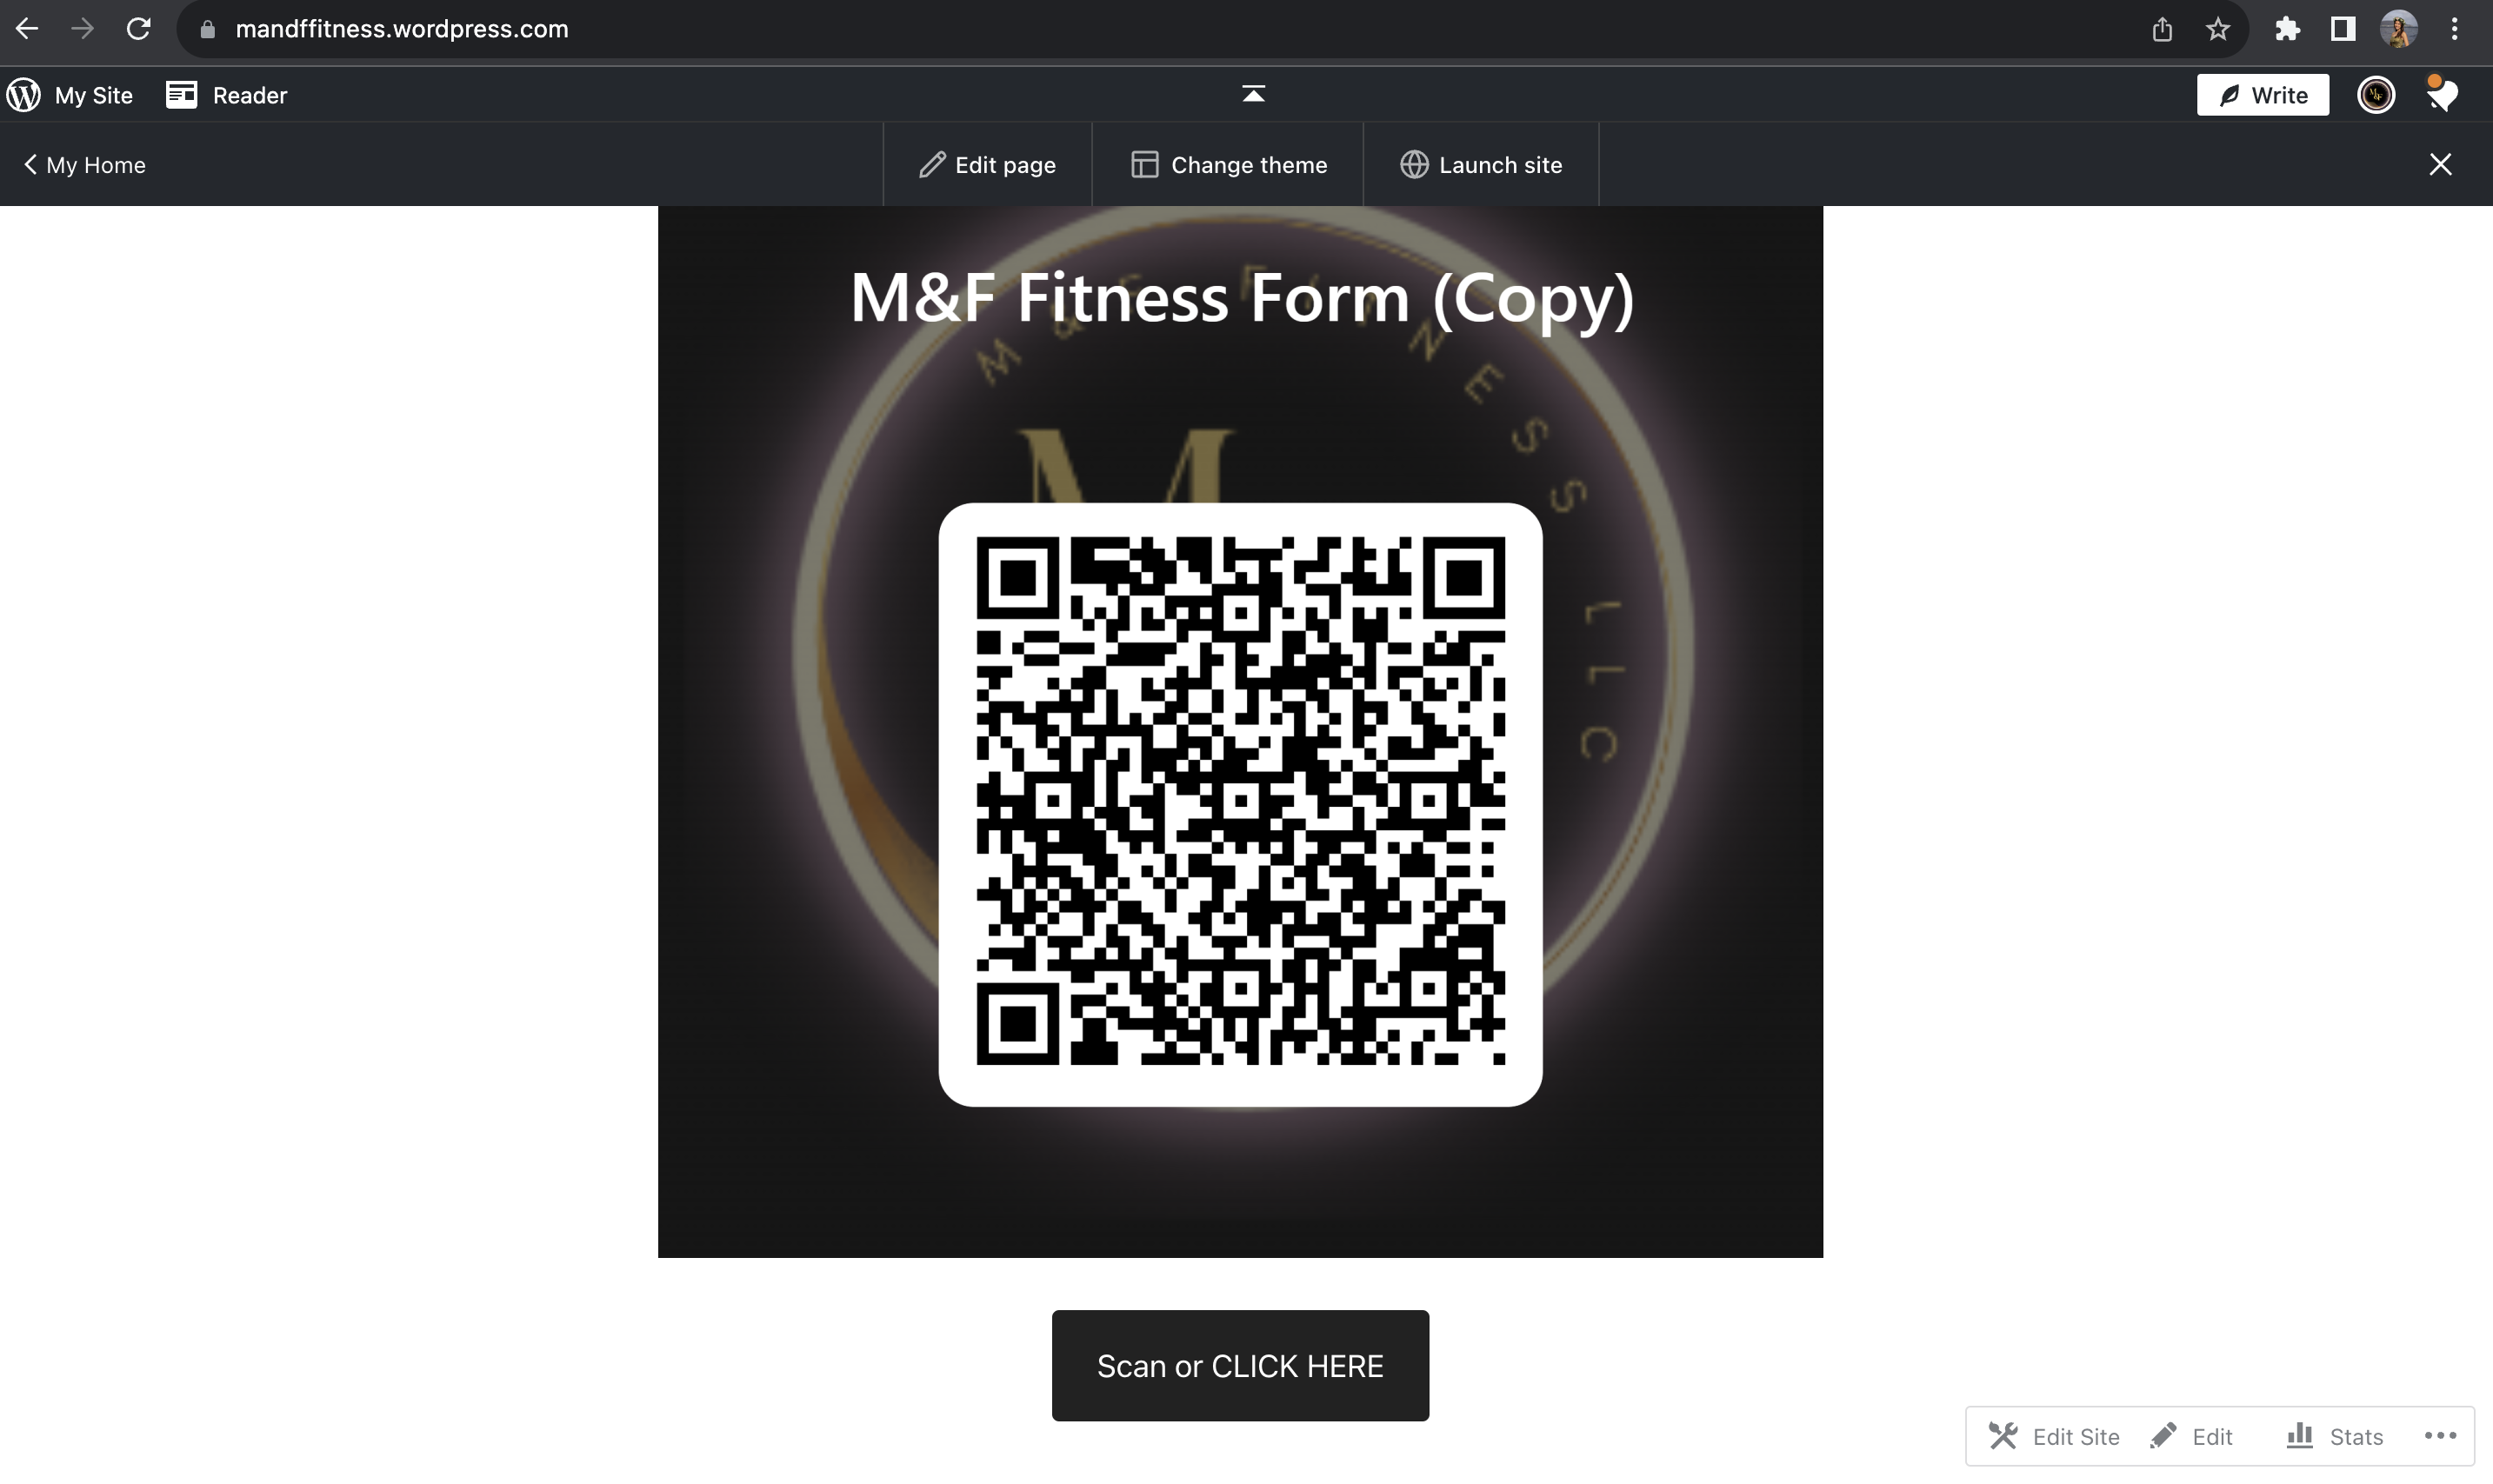 mandffitness.wordpress.com
My Site
Reader
Write
My Home
Edit page
Change theme
Launch site
M&F Fitness Form (Copy)
M & F FITNESS LLC
M
Scan or CLICK HERE
Edit Site
Edit
Stats